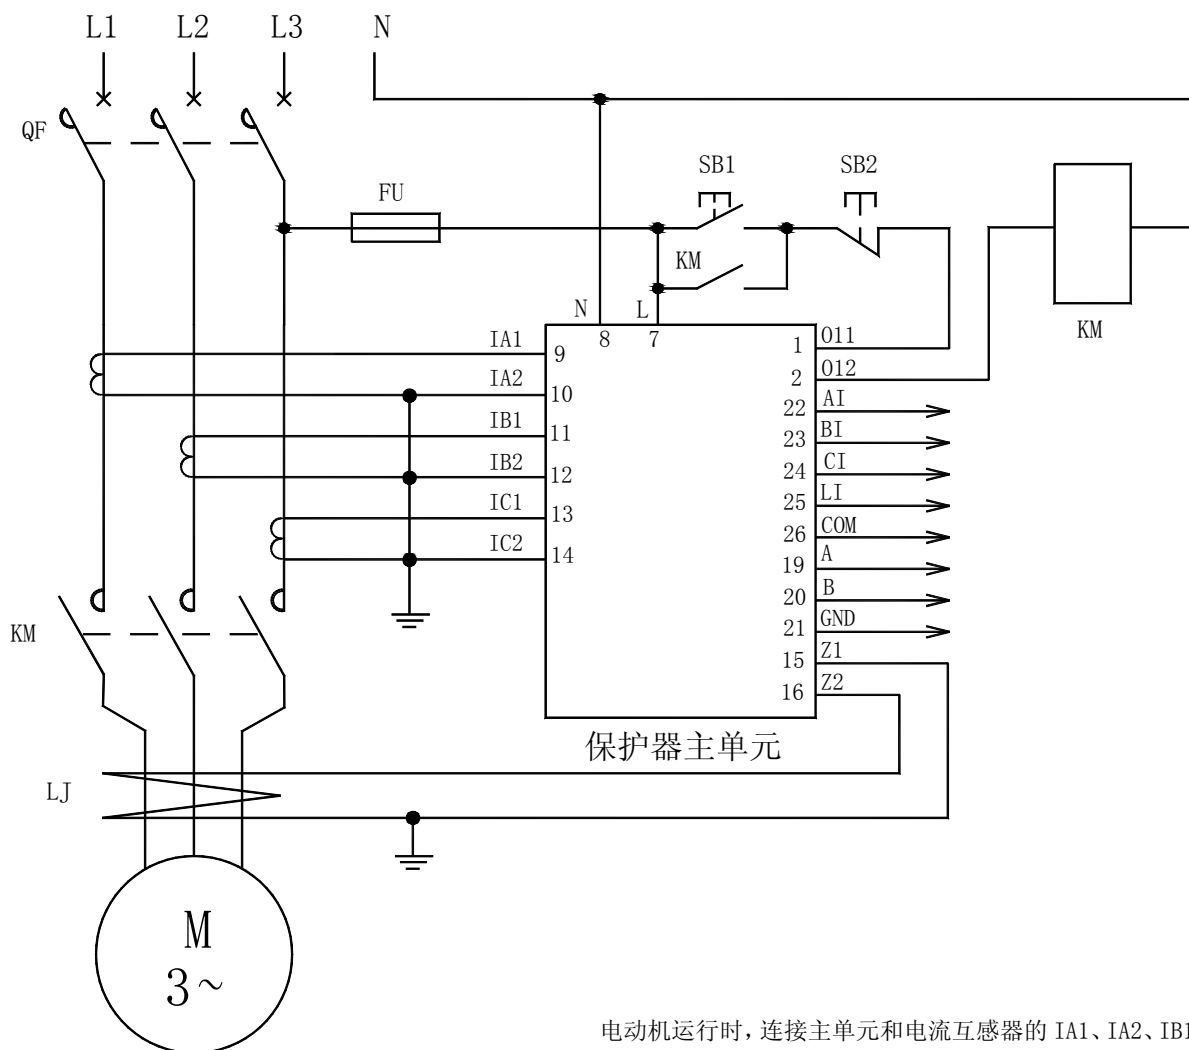 L1 L2 L3 N
QF
SB1 SB2
FU
KM
N L
KM
8 7
IA1 9
IA2 10
IB1 11
IB2 12
IC1 13
IC2 14
1 O11
2 O12
22 AI
23 BI
24 CI
25 LI
26 COM
19 A
20 B
21 GND
15 Z1
16 Z2
KM
保护器主单元
LJ
M
3~
电动机运行时,连接主单元和电流互感器的 IA1、IA2、IB1